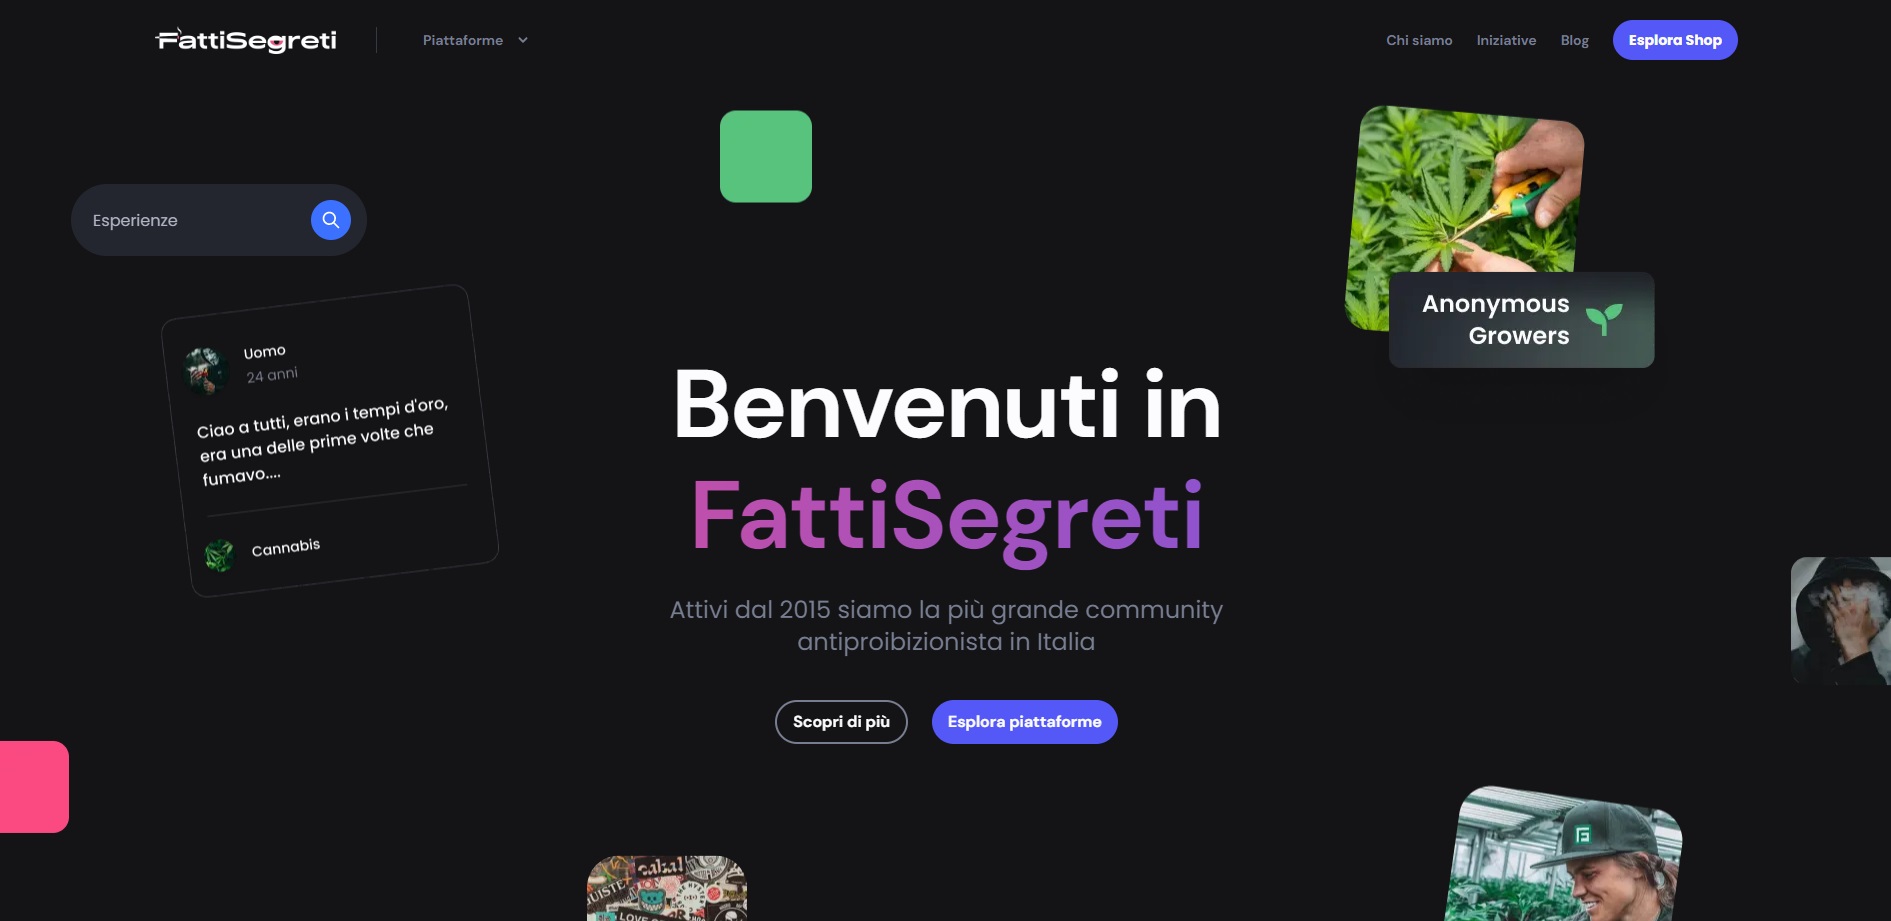 FattiSegreti
Piattaforme
Chi siamo
Iniziative
Blog
Esplora Shop
Esperienze
Uomo
24 anni
Ciao a tutti, erano i tempi d'oro,
era una delle prime volte che
fumavo....
Cannabis
Anonymous
Growers
Benvenuti in
FattiSegreti
Attivi dal 2015 siamo la più grande community
antiproibizionista in Italia
Scopri di più
Esplora piattaforme